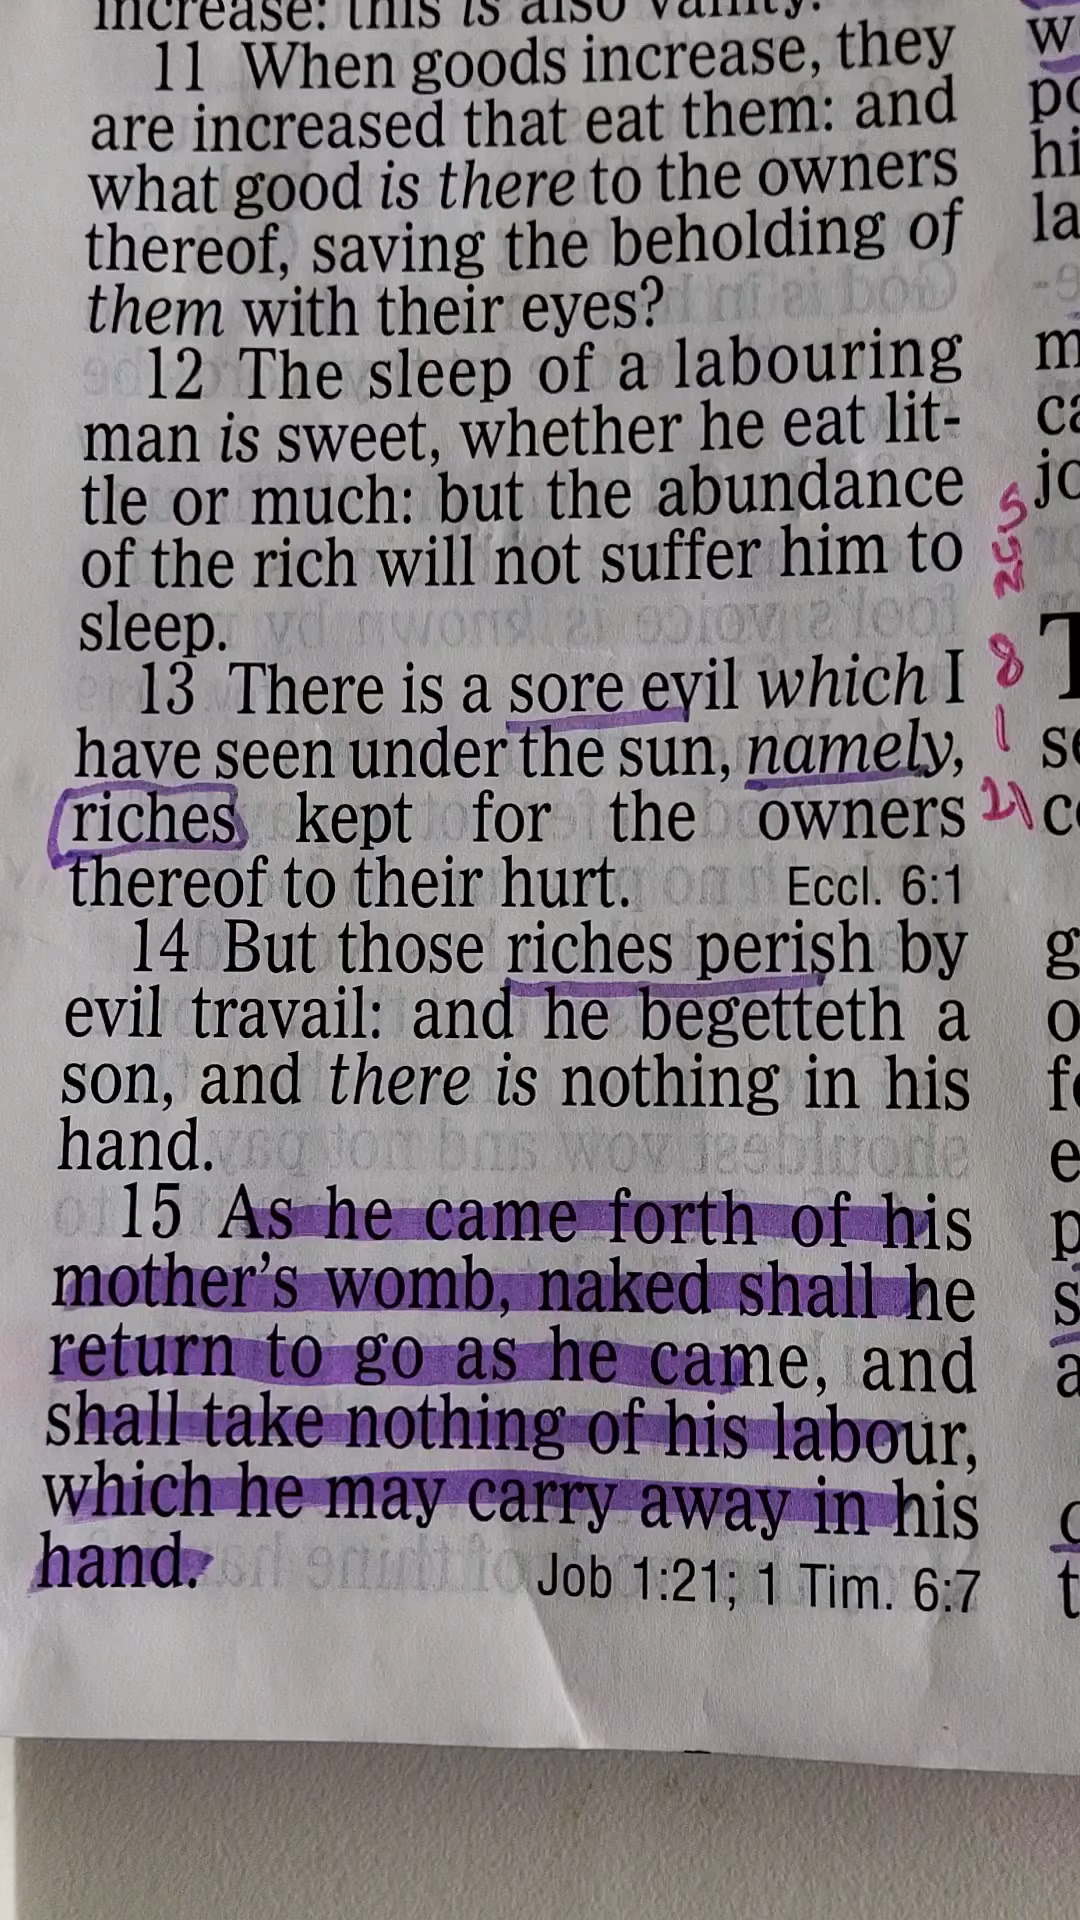 increase: this is also vanity.
11 When goods increase, they
are increased that eat them: and
what good is there to the owners
thereof, saving the beholding of
them with their eyes?
12 The sleep of a labouring
man is sweet, whether he eat lit-
tle or much: but the abundance
of the rich will not suffer him to
sleep.
13 There is a sore evil which I
have seen under the sun, namely,
riches kept for the owners
thereof to their hurt. Eccl. 6:1
14 But those riches perish by
evil travail: and he begetteth a
son, and there is nothing in his
hand.
15 As he came forth of his
mother's womb, naked shall he
return to go as he came, and
shall take nothing of his labour,
which he may carry away in his
hand. Job 1:21; 1 Tim. 6:7
8
1
21